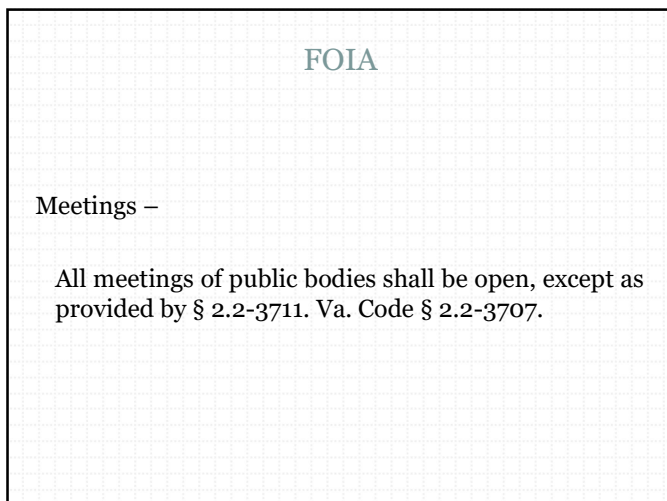 FOIA
Meetings –
All meetings of public bodies shall be open, except as
provided by § 2.2-3711. Va. Code § 2.2-3707.